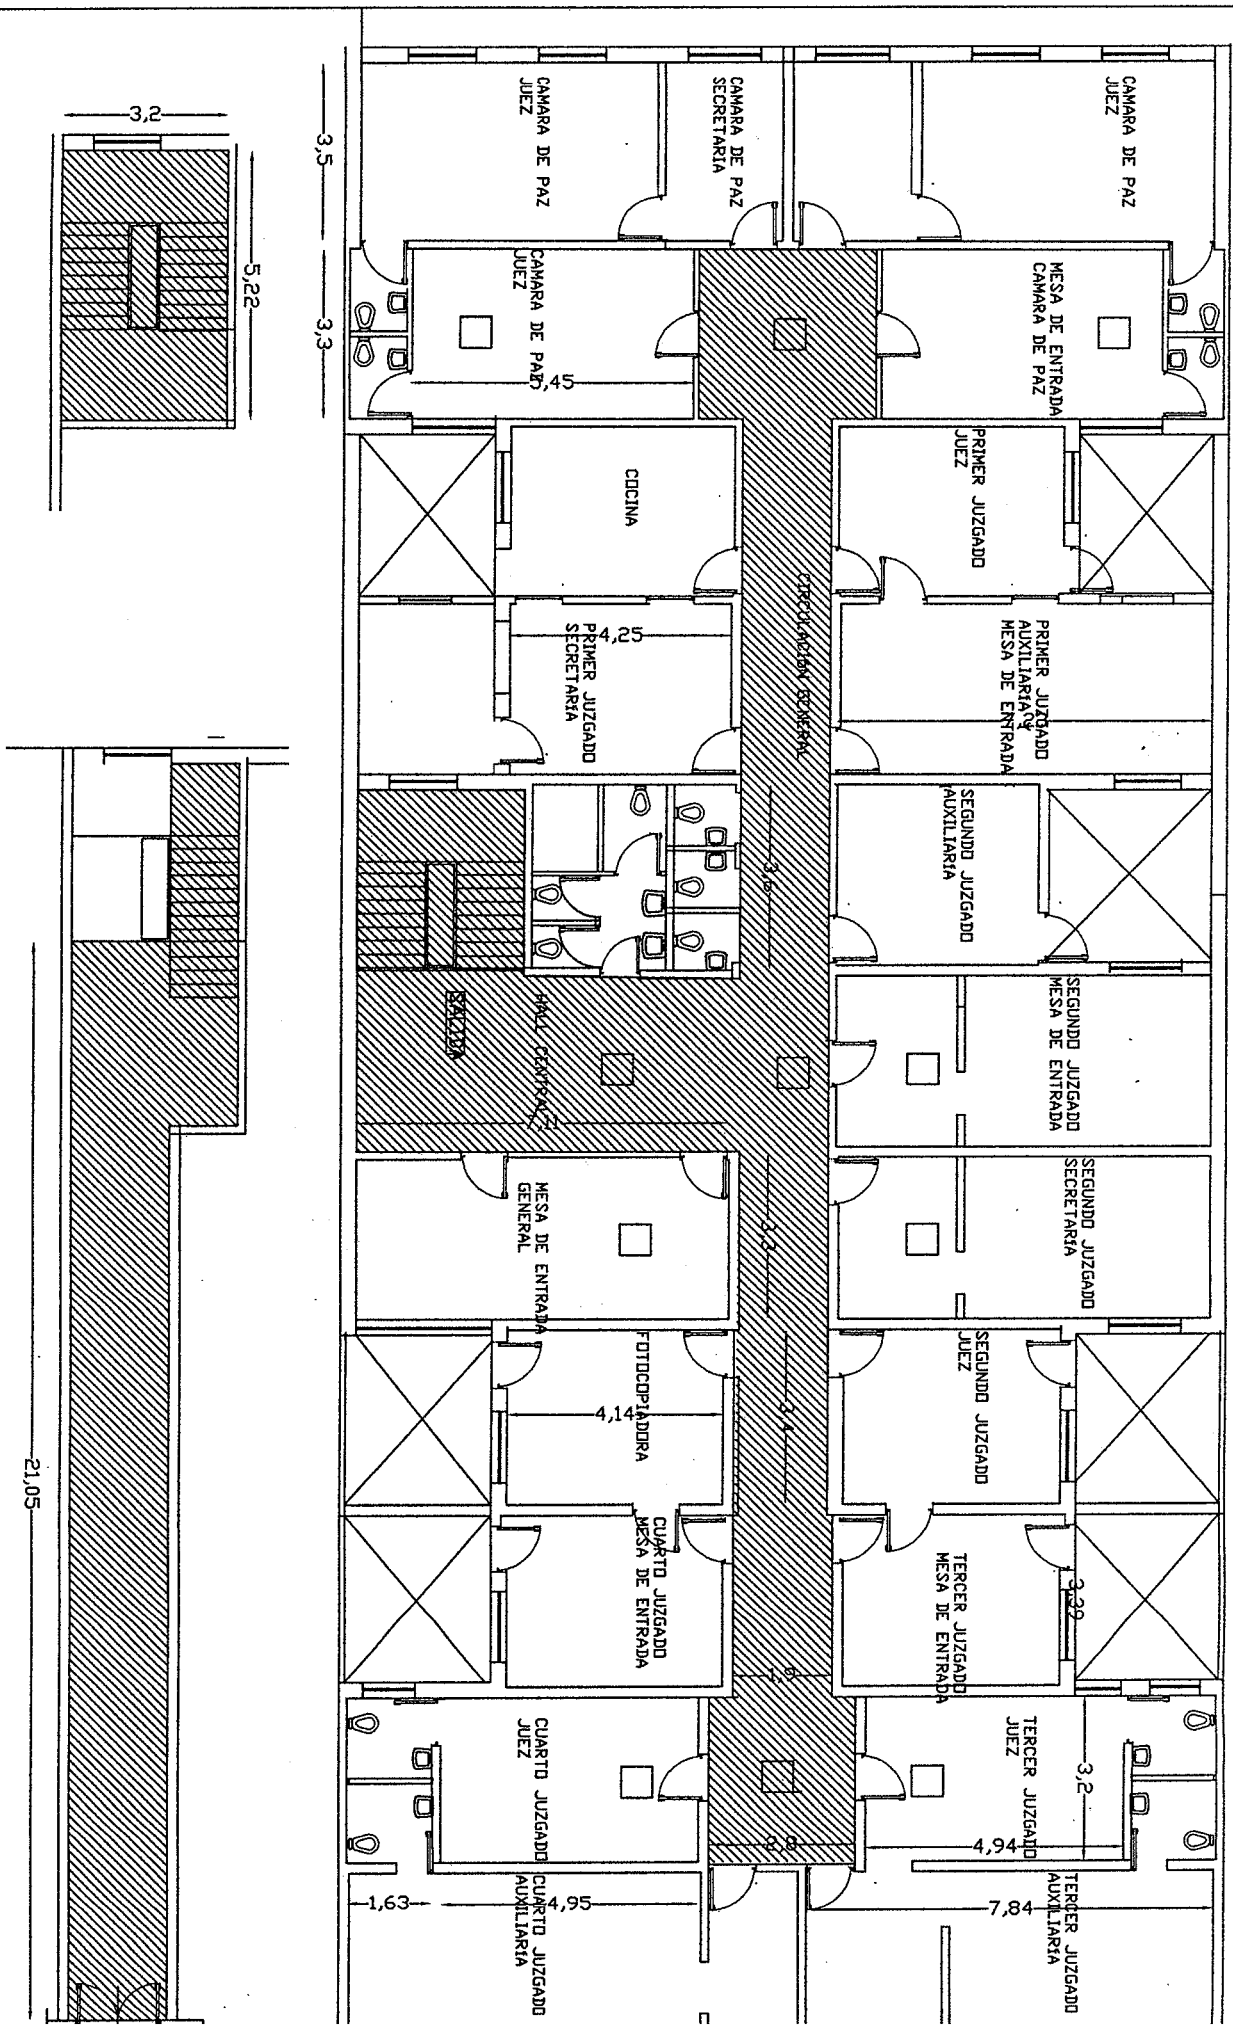 CAMARA DE PAZ
JUEZ
CAMARA DE PAZ
SECRETARIA
CAMARA DE PAZ
JUEZ
3,2
5,22
3,5
3,3
CAMARA DE PAZ
JUEZ
5,45
MESA DE ENTRADA
CAMARA DE PAZ
COCINA
PRIMER JUZGADO
JUEZ
CIRCULACION GENERAL
4,25
PRIMER JUZGADO
SECRETARIA
PRIMER JUZGADO
AUXILIARIA Y
MESA DE ENTRADA
SEGUNDO JUZGADO
AUXILIARIA
3,6
SALIDA
HALL CENTRAL
SEGUNDO JUZGADO
MESA DE ENTRADA
MESA DE ENTRADA
GENERAL
3,3
SEGUNDO JUZGADO
SECRETARIA
FOTOCOPIADORA
4,14
3,4
SEGUNDO JUZGADO
JUEZ
CUARTO JUZGADO
MESA DE ENTRADA
TERCER JUZGADO
MESA DE ENTRADA
3,39
CUARTO JUZGADO
JUEZ
TERCER JUZGADO
JUEZ
3,2
2,8
4,94
1,63
4,95
CUARTO JUZGADO
AUXILIARIA
7,84
TERCER JUZGADO
AUXILIARIA
21,05